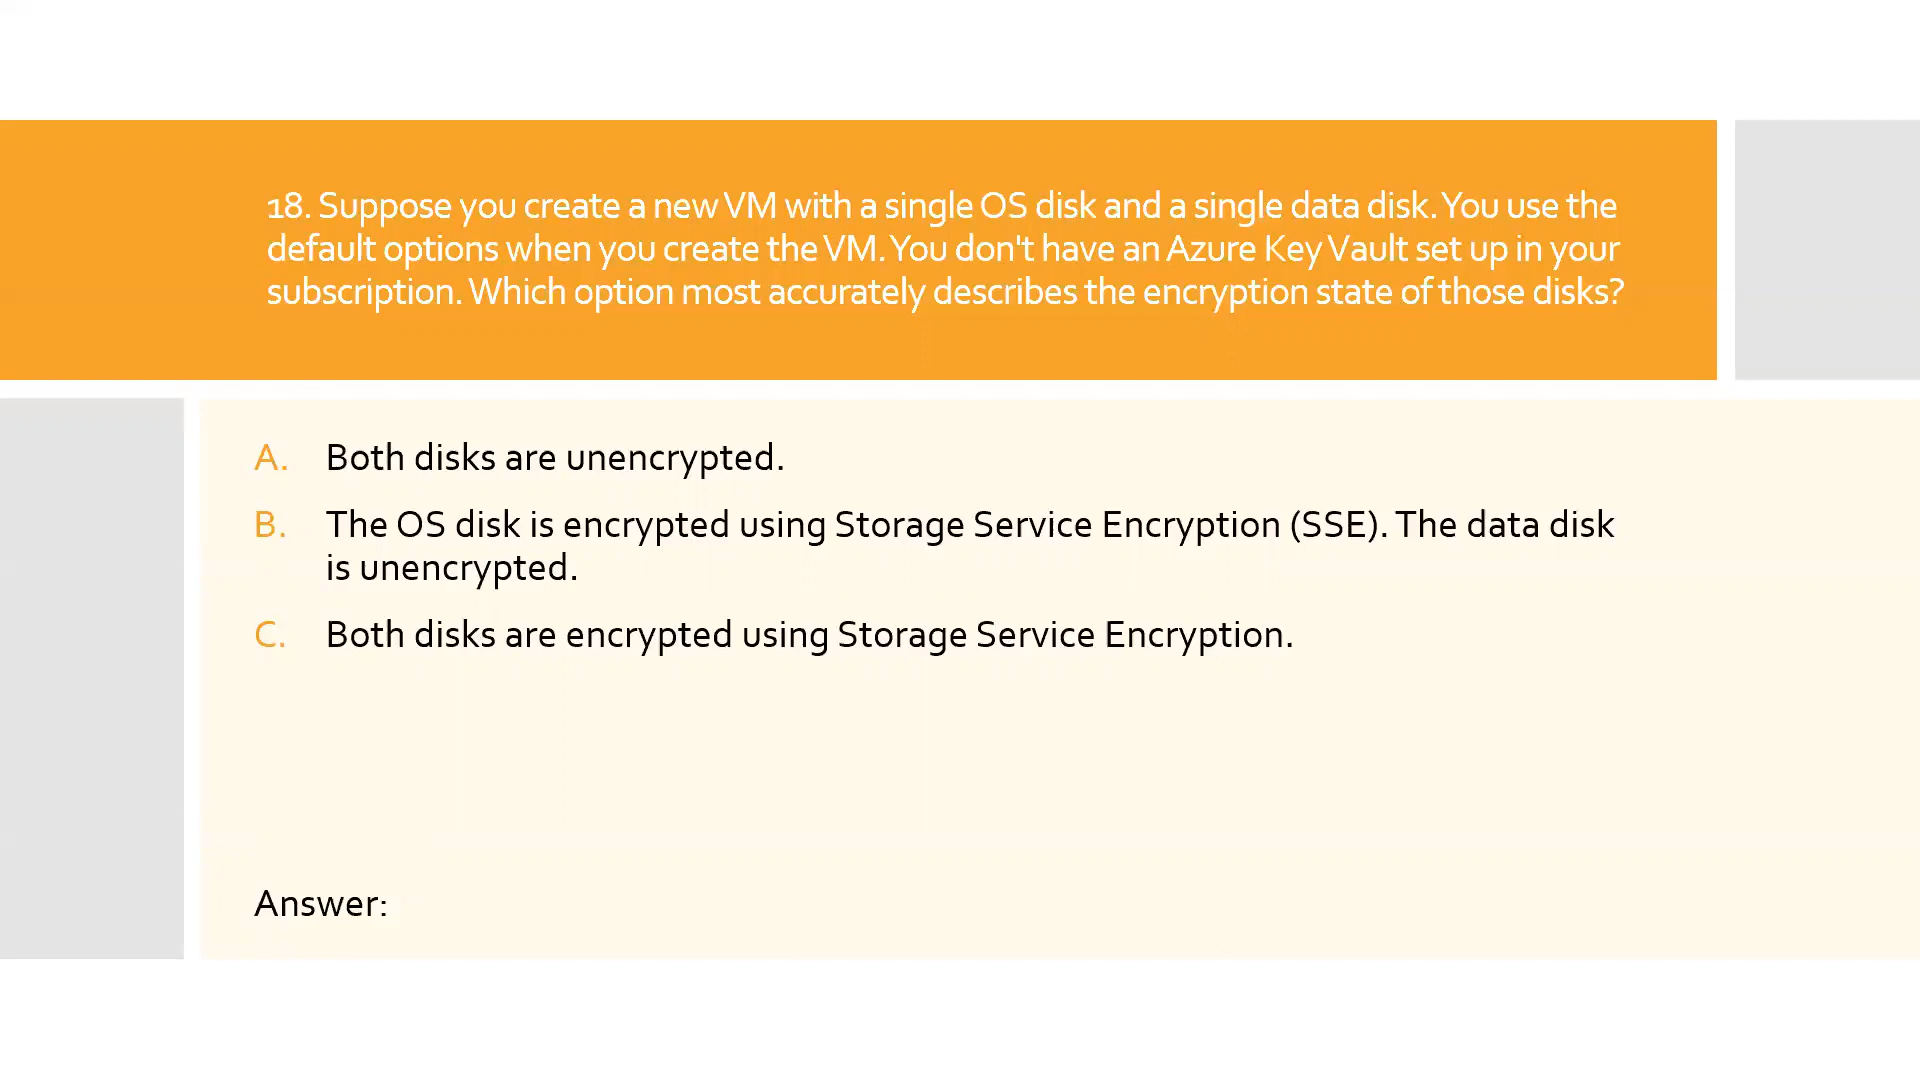 18. Suppose you create a new VM with a single OS disk and a single data disk. You use the
default options when you create the VM. You don't have an Azure Key Vault set up in your
subscription. Which option most accurately describes the encryption state of those disks?
A. Both disks are unencrypted.
B. The OS disk is encrypted using Storage Service Encryption (SSE). The data disk
is unencrypted.
C. Both disks are encrypted using Storage Service Encryption.
Answer: